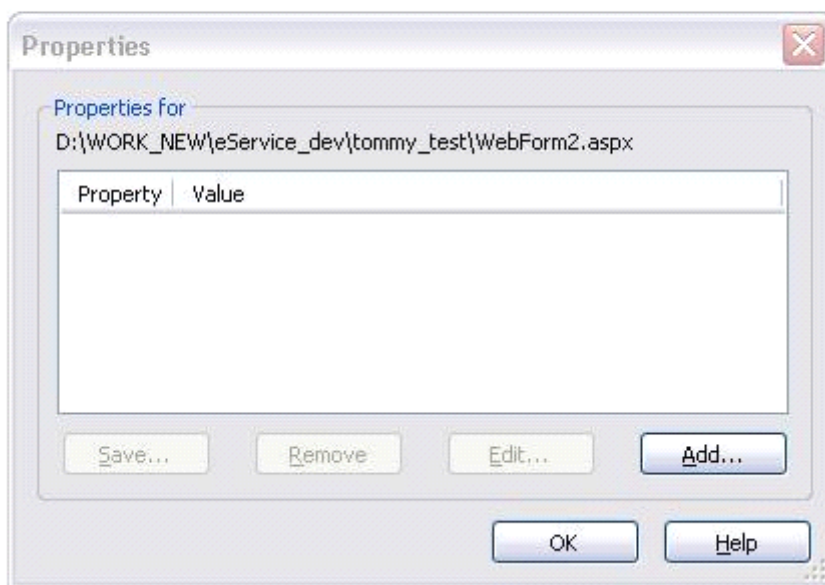 Properties
Properties for
D:\WORK_NEW\eService_dev\tommy_test\WebForm2.aspx
Property Value
Save... Remove Edit... Add...
OK Help